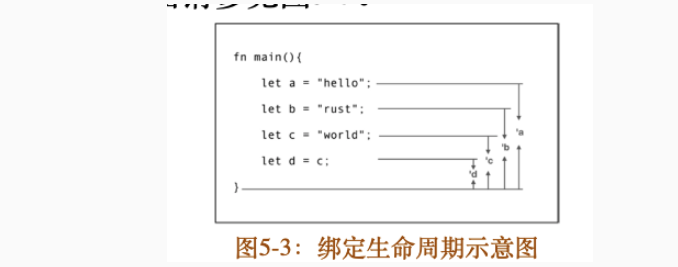 fn main(){
let a = "hello";
let b = "rust";
let c = "world";
let d = c;
}
'a
'b
'c
'd
图5-3：绑定生命周期示意图